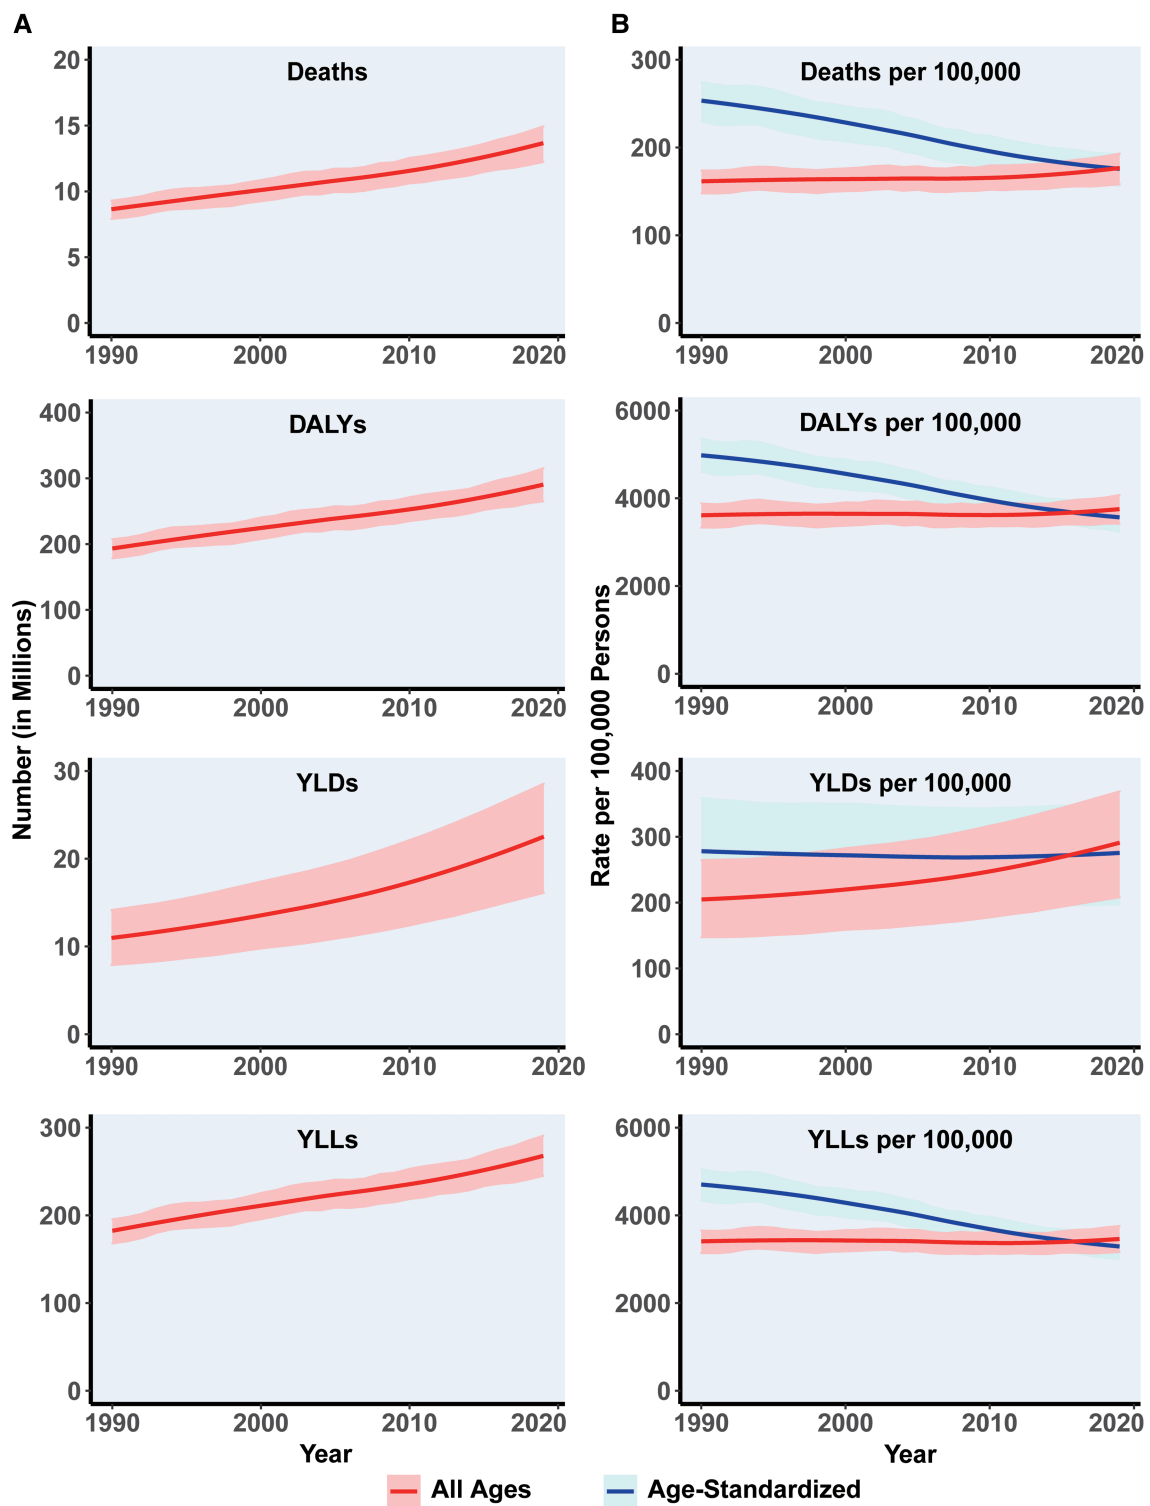 A
B
Number (in Millions)
Rate per 100,000 Persons
Deaths
20
15
10
5
0
1990 2000 2010 2020
Deaths per 100,000
300
200
100
0
1990 2000 2010 2020
DALYs
400
300
200
100
0
1990 2000 2010 2020
DALYs per 100,000
6000
4000
2000
0
1990 2000 2010 2020
YLDs
30
20
10
0
1990 2000 2010 2020
YLDs per 100,000
400
300
200
100
0
1990 2000 2010 2020
YLLs
300
200
100
0
1990 2000 2010 2020
Year
YLLs per 100,000
6000
4000
2000
0
1990 2000 2010 2020
Year
All Ages
Age-Standardized